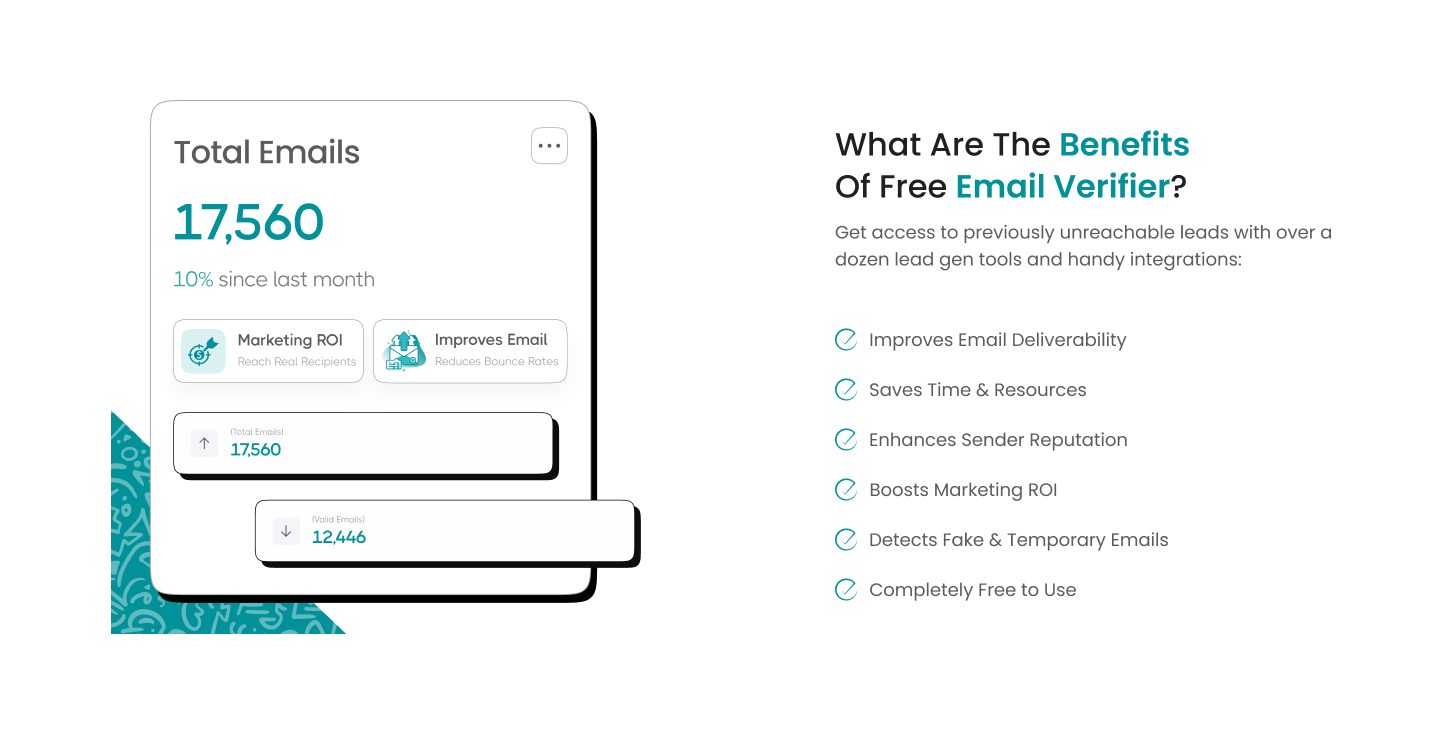 Total Emails
17,560
10% since last month
Marketing ROI
Reach Real Recipients
Improves Email
Reduces Bounce Rates
(Total Emails)
17,560
(Valid Emails)
12,446
What Are The Benefits
Of Free Email Verifier?
Get access to previously unreachable leads with over a
dozen lead gen tools and handy integrations:
Improves Email Deliverability
Saves Time & Resources
Enhances Sender Reputation
Boosts Marketing ROI
Detects Fake & Temporary Emails
Completely Free to Use